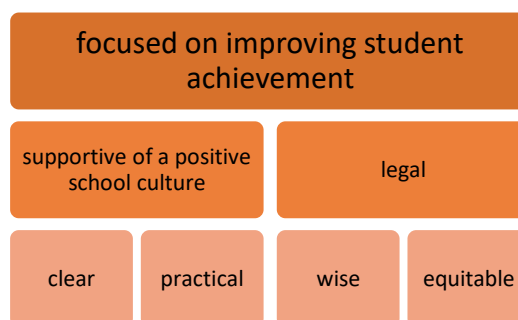 focused on improving student
achievement
supportive of a positive
school culture
legal
clear
practical
wise
equitable